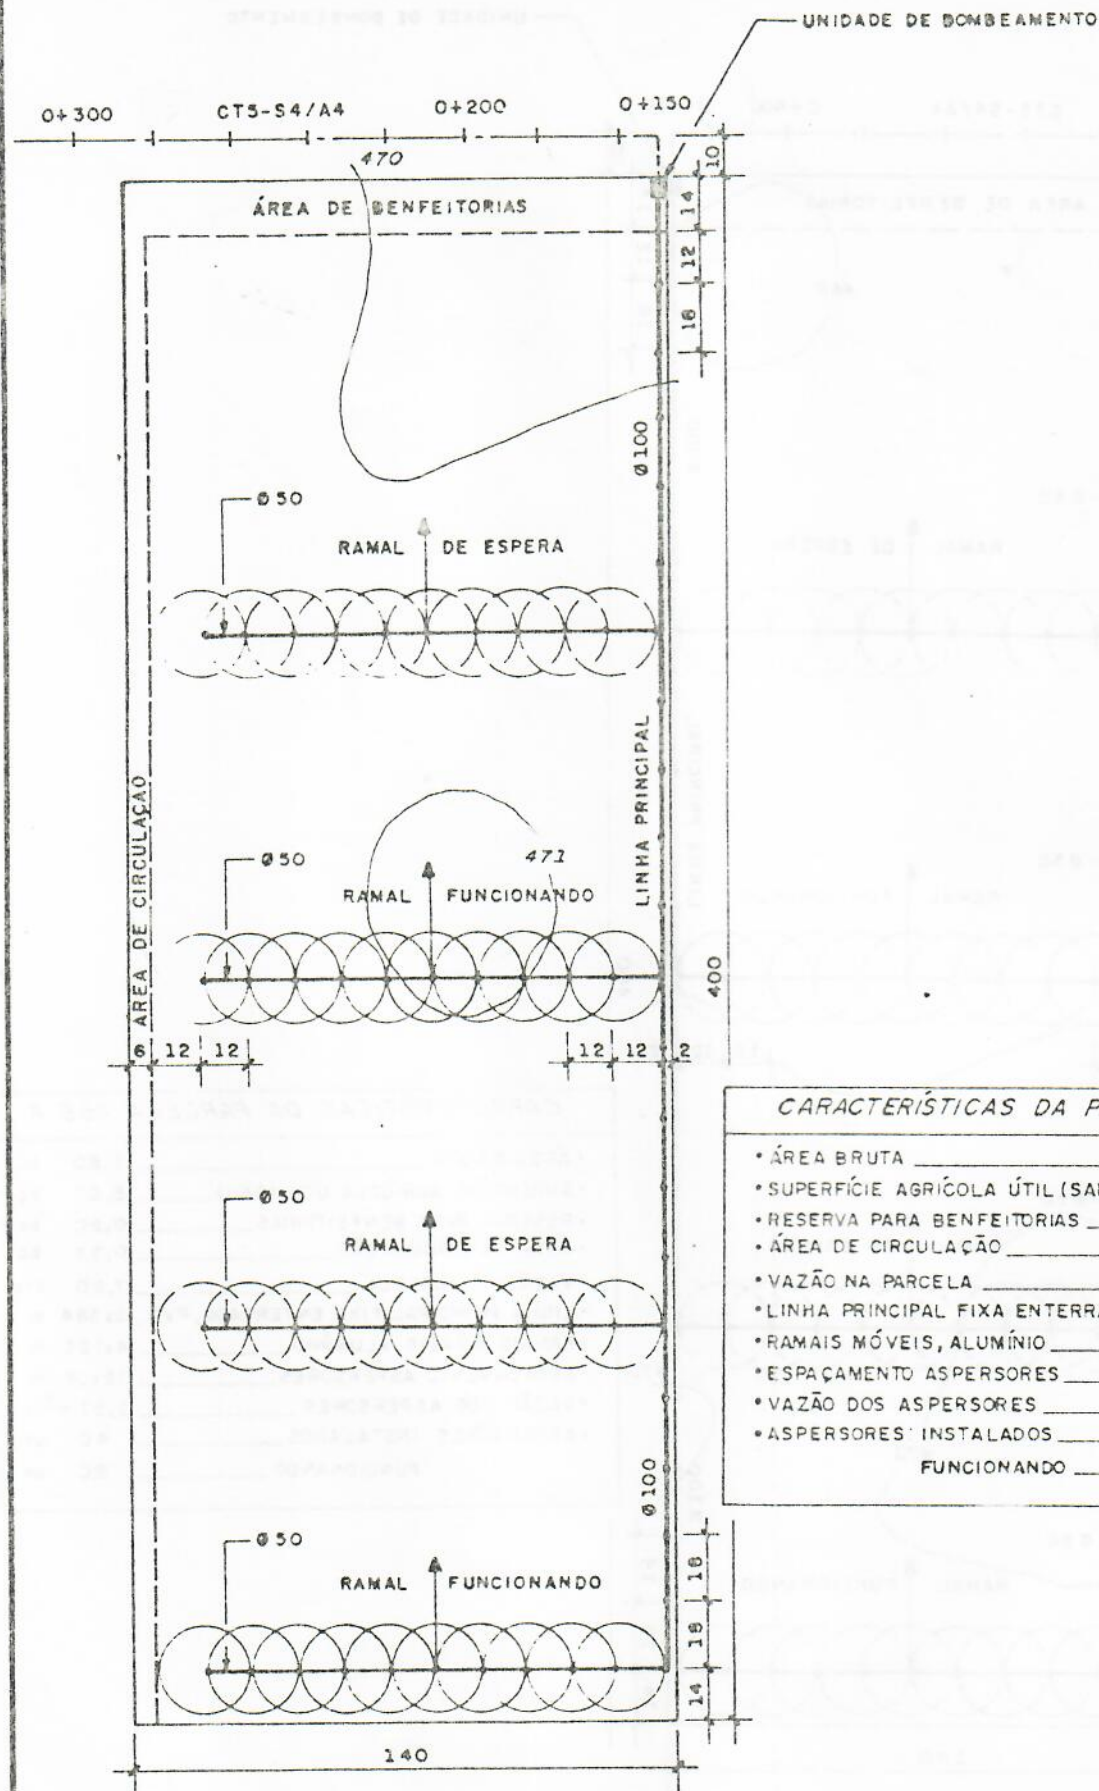 UNIDADE DE BOMBEAMENTO
0+300 CT5-S4/A4 0+200 0+150
470
10
ÁREA DE BENFEITORIAS
14
12
18
Ø100
Ø50
RAMAL DE ESPERA
LINHA PRINCIPAL
ÁREA DE CIRCULAÇÃO
Ø50
471
RAMAL FUNCIONANDO
400
6 12 12 12 12 2
CARACTERÍSTICAS DA P
• ÁREA BRUTA
• SUPERFÍCIE AGRÍCOLA ÚTIL (SA
• RESERVA PARA BENFEITORIAS
• ÁREA DE CIRCULAÇÃO
• VAZÃO NA PARCELA
• LINHA PRINCIPAL FIXA ENTERRA
• RAMAIS MÓVEIS, ALUMÍNIO
• ESPAÇAMENTO ASPERSORES
• VAZÃO DOS ASPERSORES
• ASPERSORES INSTALADOS
FUNCIONANDO
Ø50
RAMAL DE ESPERA
Ø100
Ø50
RAMAL FUNCIONANDO
18
18
14
140